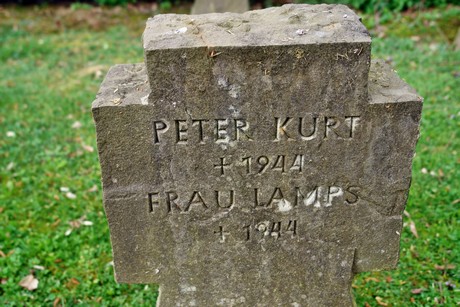 PETER KURT
+ 1944
FRAU LAMPS
+ 1944